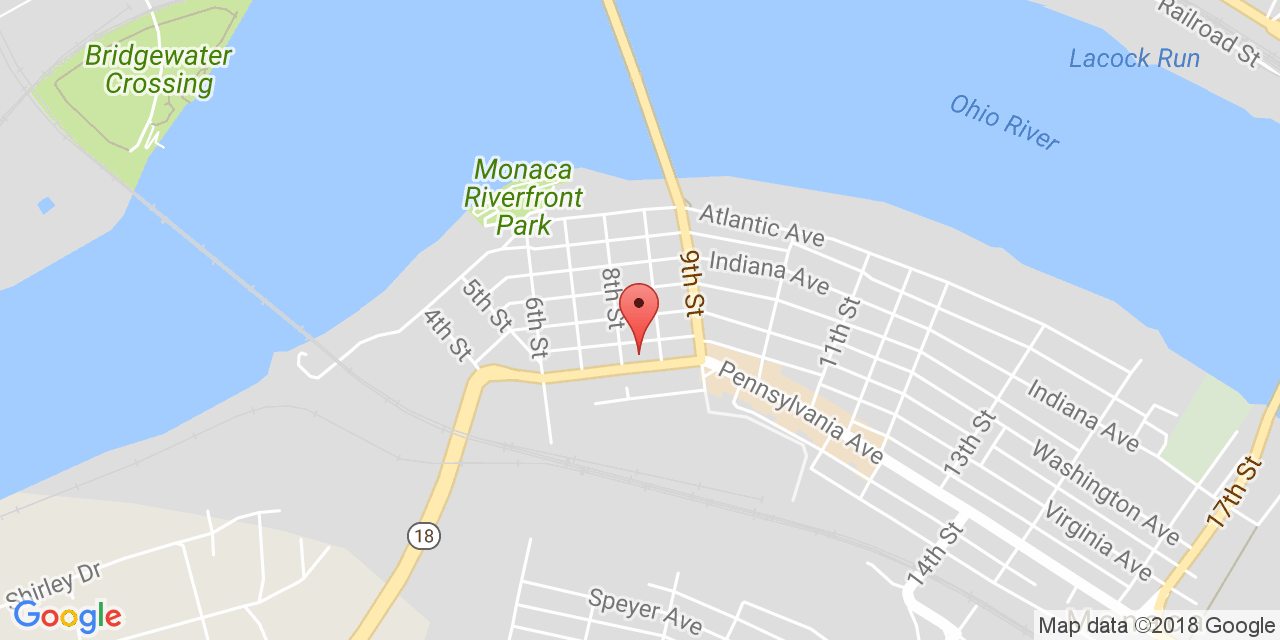 Railroad St
Bridgewater
Crossing
Lacock Run
Ohio River
Monaca
Riverfront
Park
Atlantic Ave
9th St
Indiana Ave
8th St
5th St
6th St
4th St
11th St
Pennsylvania Ave
Indiana Ave
13th St
Washington Ave
17th St
Virginia Ave
18
14th St
Shirley Dr
Speyer Ave
Google
Map data ©2018 Google